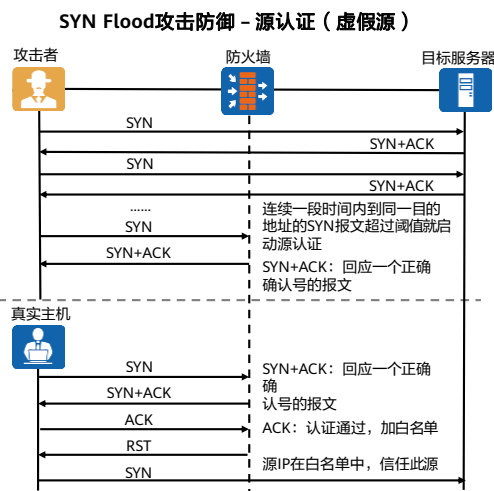 SYN Flood攻击防御 – 源认证（虚假源）
攻击者
防火墙
目标服务器
SYN
SYN+ACK
SYN
SYN+ACK
......
SYN
SYN+ACK
连续一段时间内到同一目的
地址的SYN报文超过阈值就启
动源认证
SYN+ACK：回应一个正确
确认号的报文
真实主机
SYN
SYN+ACK
ACK
RST
SYN
SYN+ACK：回应一个正确
确
认号的报文
ACK：认证通过，加白名单
源IP在白名单中，信任此源